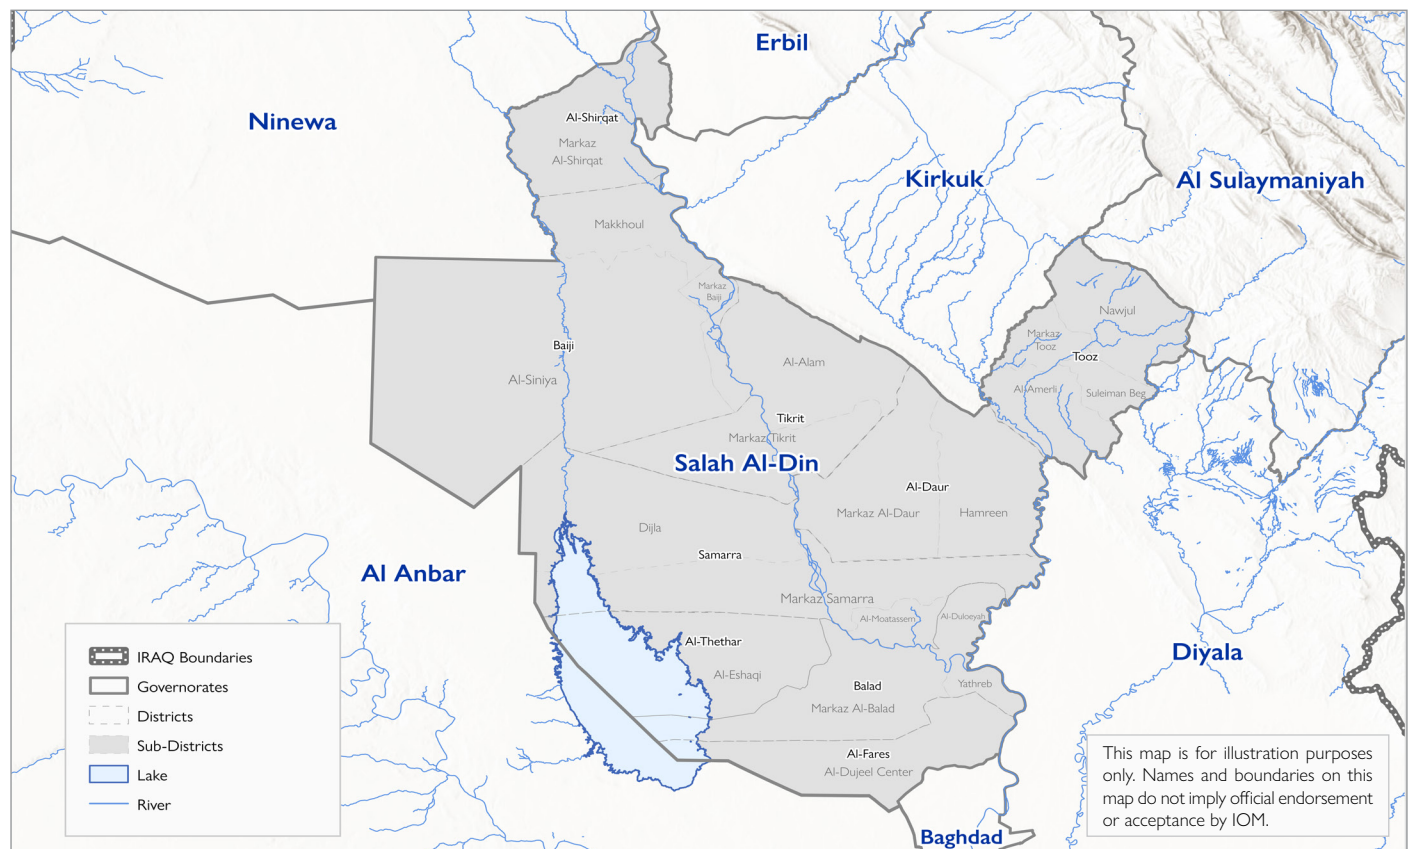 Erbil
Ninewa
Al-Shirqat
Markaz
Al-Shirqat
Kirkuk
Al Sulaymaniyah
Makkhoul
Markaz
Baiji
Nawjul
Markaz
Tooz
Tooz
Baiji
Al-Alam
Al-Siniya
Al-Amerli
Suleiman Beg
Tikrit
Markaz Tikrit
Salah Al-Din
Al-Daur
Markaz Al-Daur
Hamreen
Dijla
Samarra
Al Anbar
Markaz Samarra
Al-Moatassem
Al-Duloeyah
Al-Thethar
Diyala
Al-Eshaqi
Balad
Yathreb
Markaz Al-Balad
Al-Fares
Al-Dujeel Center
Baghdad
IRAQ Boundaries
Governorates
Districts
Sub-Districts
Lake
River
This map is for illustration purposes
only. Names and boundaries on this
map do not imply official endorsement
or acceptance by IOM.